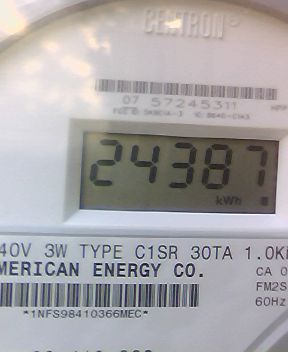 CENTRON®
07 57245311
24387
kWh
40V 3W TYPE C1SR 30TA 1.0K
MERICAN ENERGY CO.
CA 0
FM2S
60Hz
*1NFS98410366MEC*